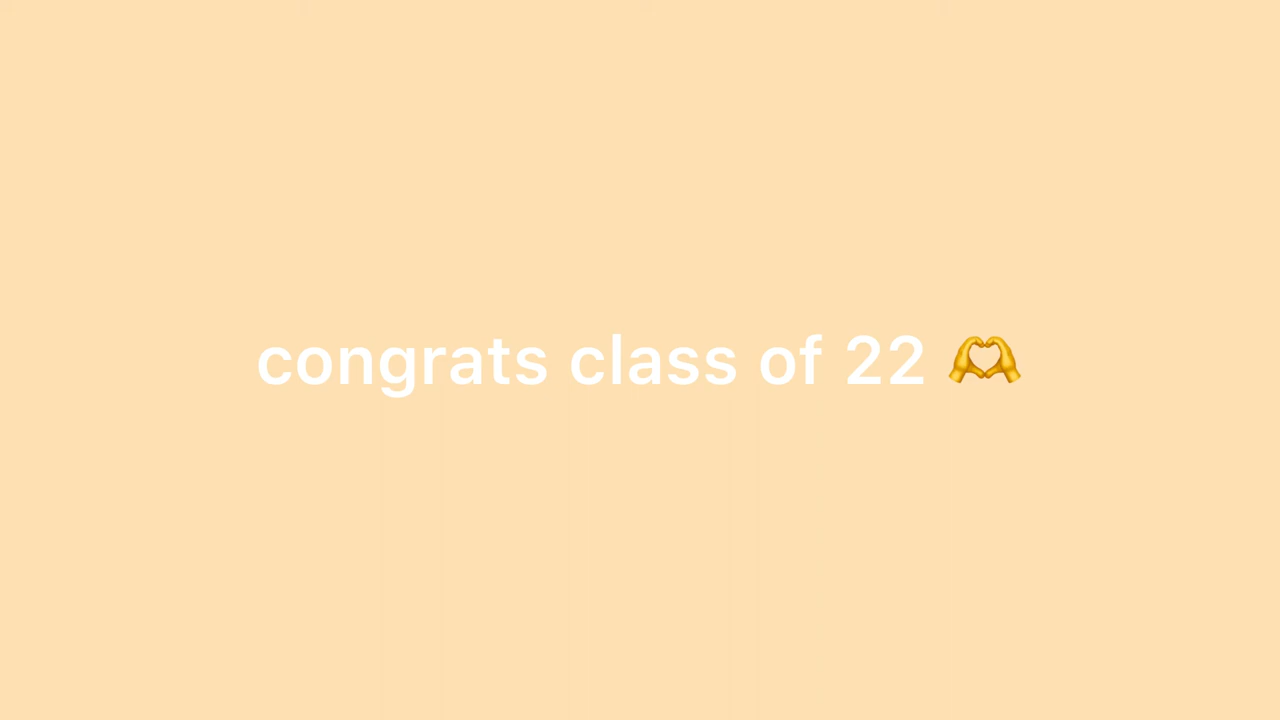 congrats class of 22 🫶